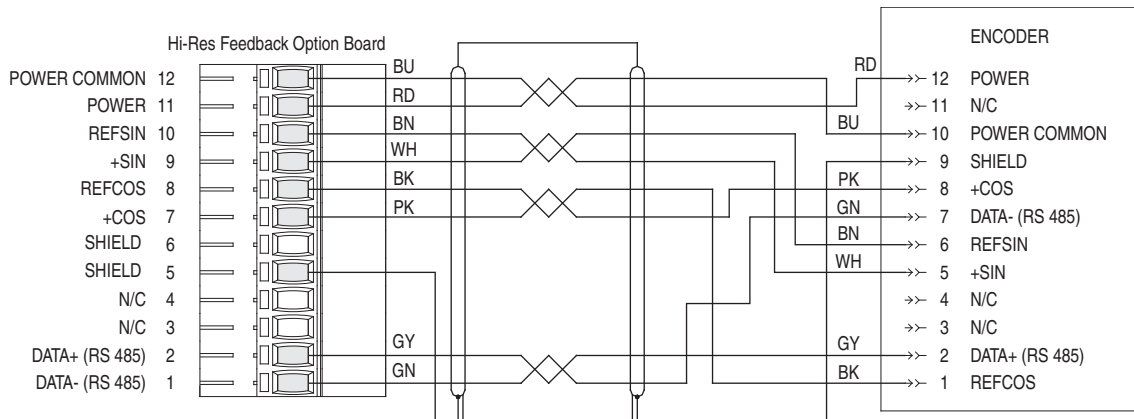 Hi-Res Feedback Option Board
POWER COMMON 12
POWER 11
REFSIN 10
+SIN 9
REFCOS 8
+COS 7
SHIELD 6
SHIELD 5
N/C 4
N/C 3
DATA+ (RS 485) 2
DATA- (RS 485) 1
BU
RD
BN
WH
BK
PK
GY
GN
RD
BU
PK
GN
BN
WH
GY
BK
ENCODER
12 POWER
11 N/C
10 POWER COMMON
9 SHIELD
8 +COS
7 DATA- (RS 485)
6 REFSIN
5 +SIN
4 N/C
3 N/C
2 DATA+ (RS 485)
1 REFCOS